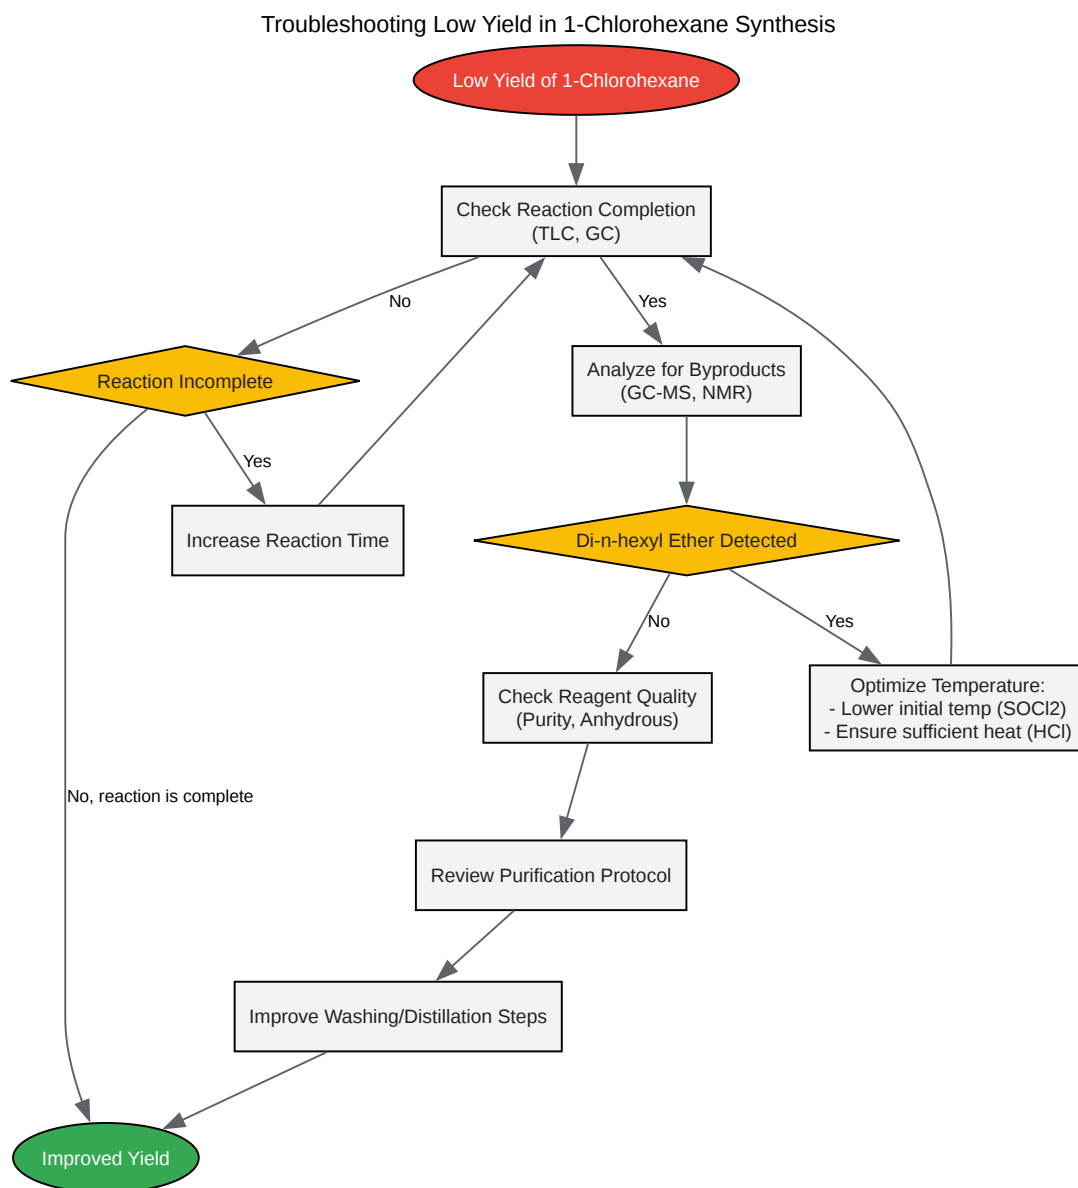 Troubleshooting Low Yield in 1-Chlorohexane Synthesis
Low Yield of 1-Chlorohexane
Check Reaction Completion
(TLC, GC)
No
Yes
Reaction Incomplete
Analyze for Byproducts
(GC-MS, NMR)
Yes
Increase Reaction Time
Di-n-hexyl Ether Detected
No
Yes
Check Reagent Quality
(Purity, Anhydrous)
Optimize Temperature:
- Lower initial temp (SOCl2)
- Ensure sufficient heat (HCl)
No, reaction is complete
Review Purification Protocol
Improve Washing/Distillation Steps
Improved Yield